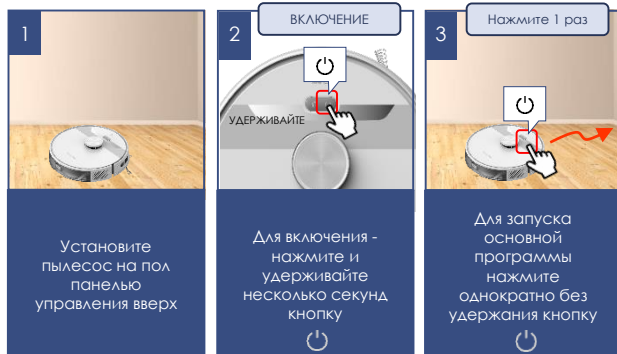 1
Установите
пылесос на пол
панелью
управления вверх
2
ВКЛЮЧЕНИЕ
УДЕРЖИВАЙТЕ
Для включения -
нажмите и
удерживайте
несколько секунд
кнопку
3
Нажмите 1 раз
Для запуска
основной
программы
нажмите
однократно без
удержания кнопку